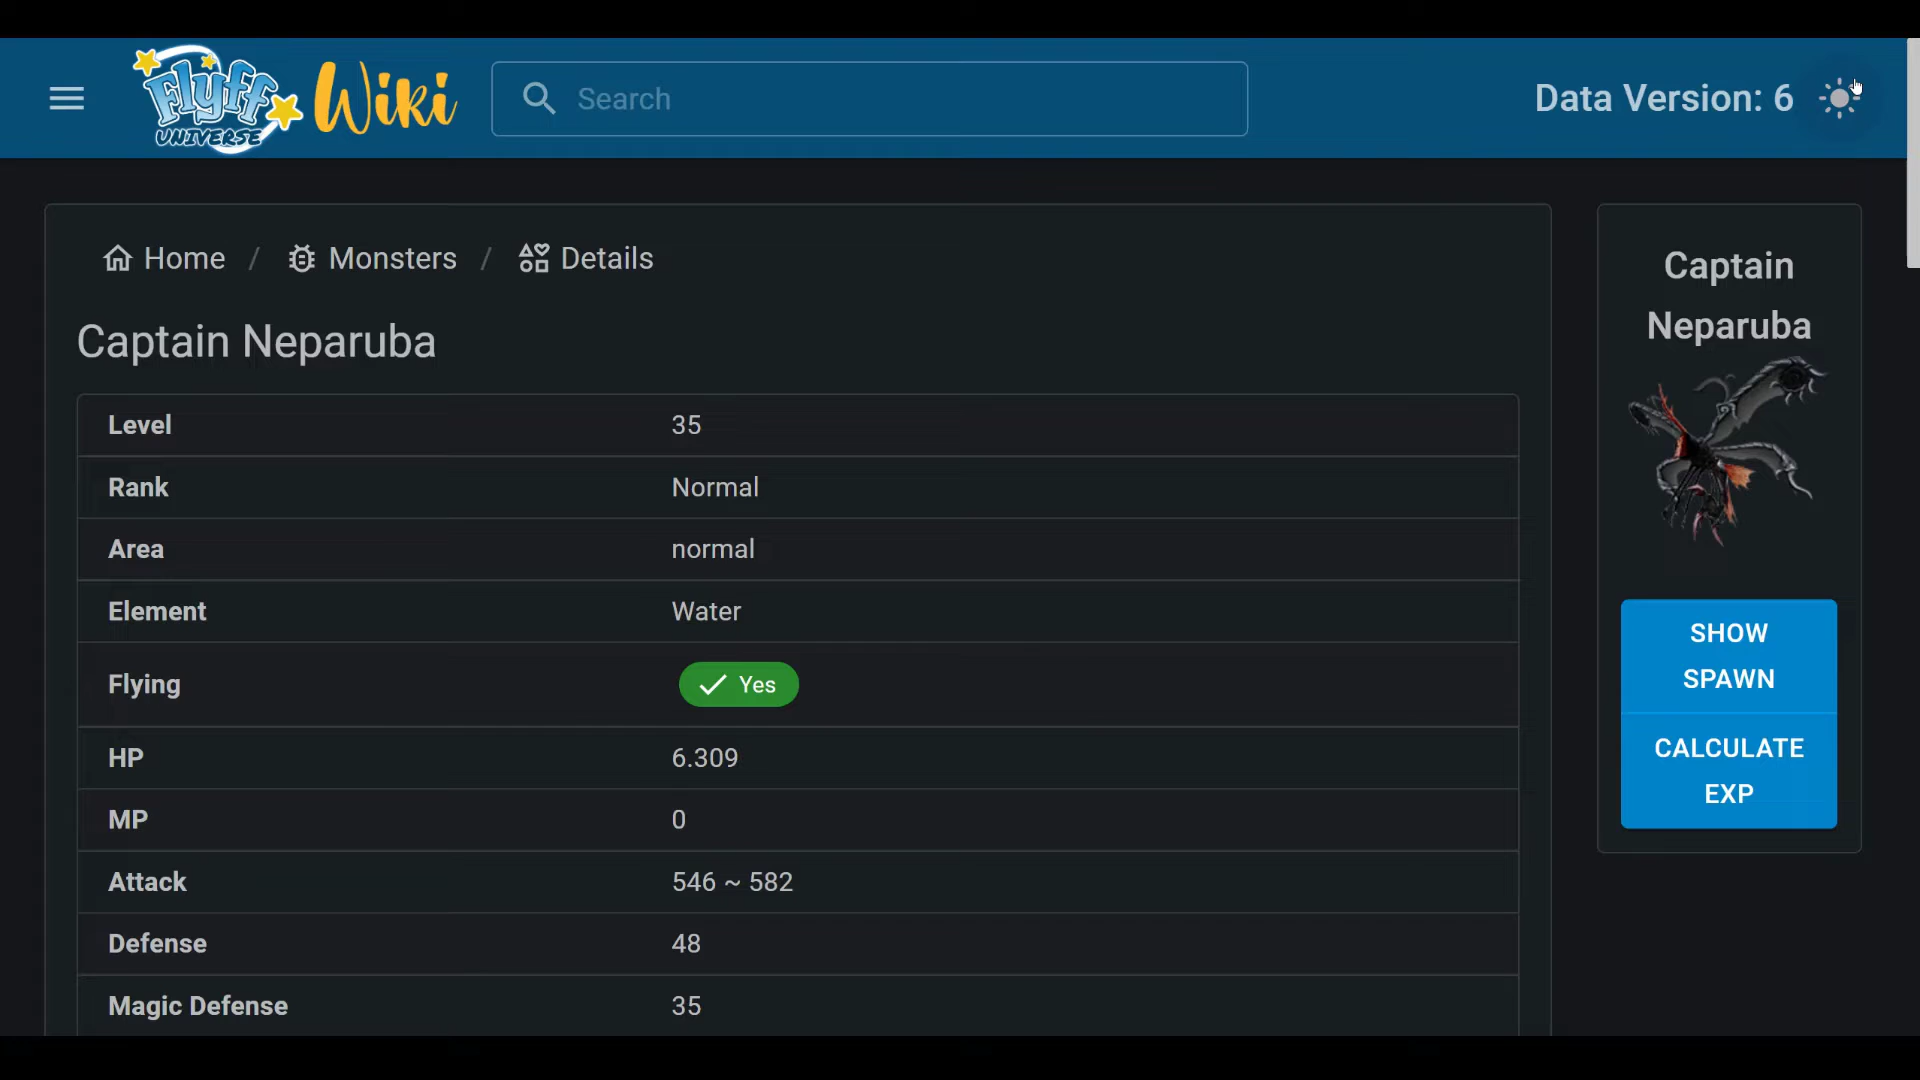 Flyff
UNIVERSE
Wiki
Search
Data Version: 6
Home / Monsters / Details
Captain Neparuba
Level 35
Rank Normal
Area normal
Element Water
Flying Yes
HP 6.309
MP 0
Attack 546 ~ 582
Defense 48
Magic Defense 35
Captain
Neparuba
SHOW
SPAWN
CALCULATE
EXP